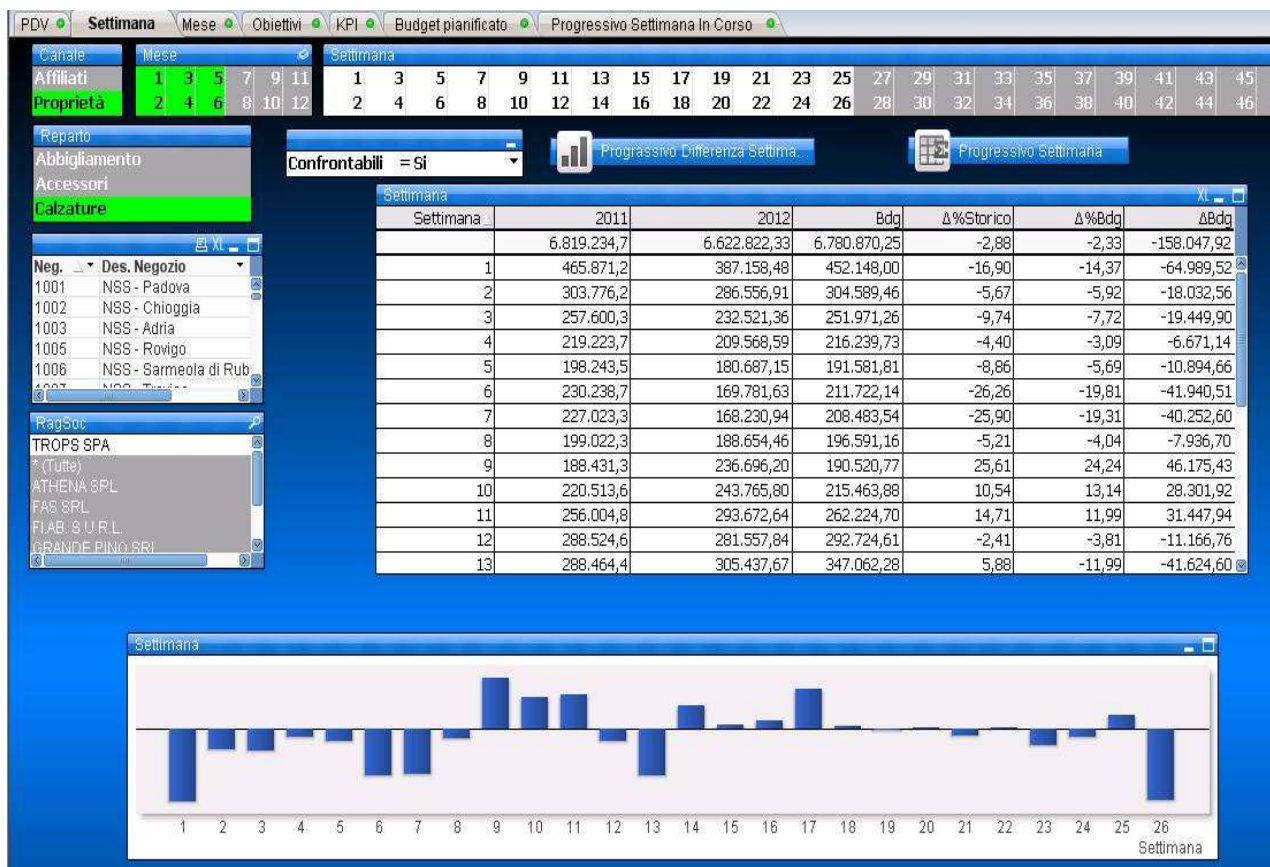 PDV Settimana Mese Obiettivi KPI Budget pianificato Progressivo Settimana In Corso
Canale
Affiliati
Proprietà
Mese
1 3 5 7 9 11
2 4 6 8 10 12
Settimana
1 3 5 7 9 11 13 15 17 19 21 23 25 27 29 31 33 35 37 39 41 43 45
2 4 6 8 10 12 14 16 18 20 22 24 26 28 30 32 34 36 38 40 42 44 46
Reparto
Abbigliamento
Accessori
Calzature
Confrontabili = Si
Prograssivo Differenza Settima...
Progressivo Settimana
XL
Neg. Des. Negozio
1001 NSS - Padova
1002 NSS - Chioggia
1003 NSS - Adria
1005 NSS - Rovigo
1006 NSS - Sarmeola di Rub
RagSoc
TROPS SPA
* (Tutte)
ATHENA SRL
FAS SRL
FI.AB. S.U.R.L.
GRANDE PINO SRL
Settimana XL
Settimana 2011 2012 Bdg Δ%Storico Δ%Bdg ΔBdg
6.819.234,7 6.622.822,33 6.780.870,25 -2,88 -2,33 -158.047,92
1 465.871,2 387.158,48 452.148,00 -16,90 -14,37 -64.989,52
2 303.776,2 286.556,91 304.589,46 -5,67 -5,92 -18.032,56
3 257.600,3 232.521,36 251.971,26 -9,74 -7,72 -19.449,90
4 219.223,7 209.568,59 216.239,73 -4,40 -3,09 -6.671,14
5 198.243,5 180.687,15 191.581,81 -8,86 -5,69 -10.894,66
6 230.238,7 169.781,63 211.722,14 -26,26 -19,81 -41.940,51
7 227.023,3 168.230,94 208.483,54 -25,90 -19,31 -40.252,60
8 199.022,3 188.654,46 196.591,16 -5,21 -4,04 -7.936,70
9 188.431,3 236.696,20 190.520,77 25,61 24,24 46.175,43
10 220.513,6 243.765,80 215.463,88 10,54 13,14 28.301,92
11 256.004,8 293.672,64 262.224,70 14,71 11,99 31.447,94
12 288.524,6 281.557,84 292.724,61 -2,41 -3,81 -11.166,76
13 288.464,4 305.437,67 347.062,28 5,88 -11,99 -41.624,60
Settimana
1 2 3 4 5 6 7 8 9 10 11 12 13 14 15 16 17 18 19 20 21 22 23 24 25 26
Settimana